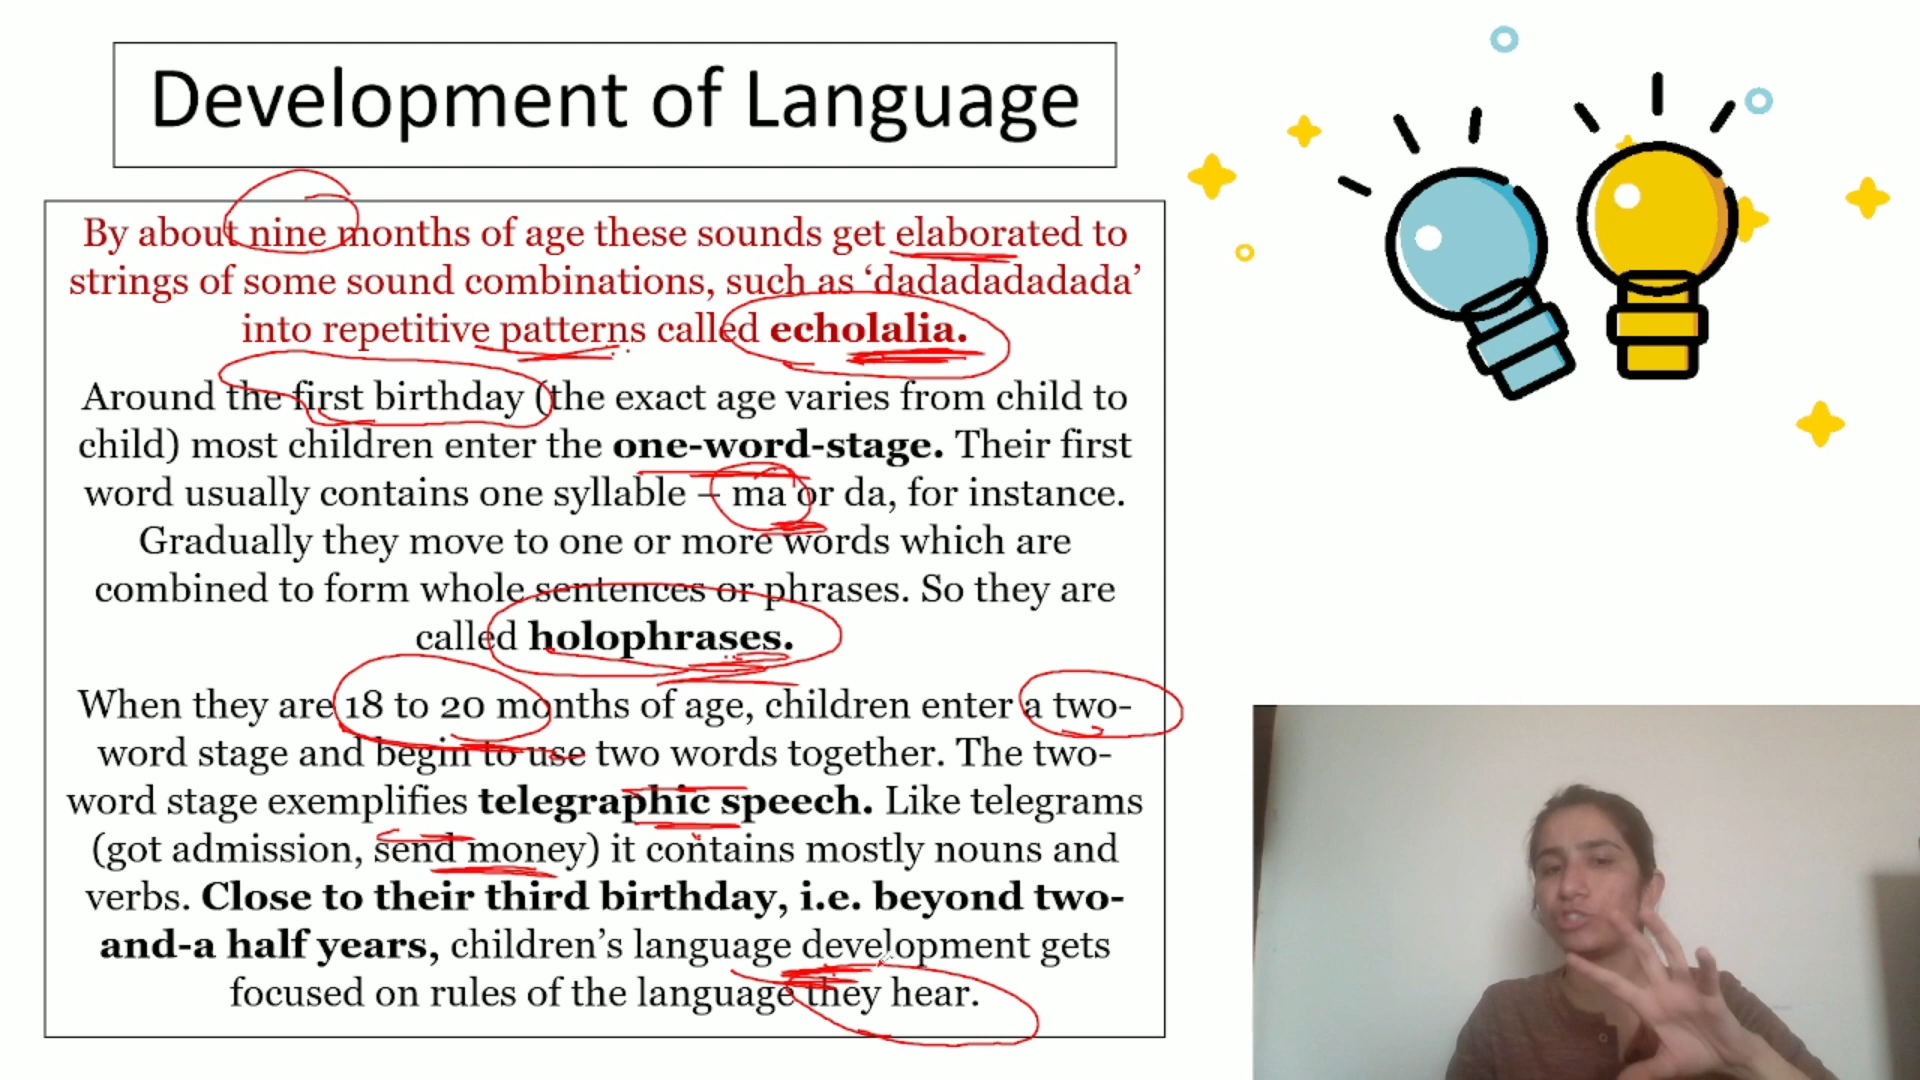 Development of Language
By about nine months of age these sounds get elaborated to
strings of some sound combinations, such as ‘dadadadadada’
into repetitive patterns called echolalia.
Around the first birthday (the exact age varies from child to
child) most children enter the one-word-stage. Their first
word usually contains one syllable – ma or da, for instance.
Gradually they move to one or more words which are
combined to form whole sentences or phrases. So they are
called holophrases.
When they are 18 to 20 months of age, children enter a two-
word stage and begin to use two words together. The two-
word stage exemplifies telegraphic speech. Like telegrams
(got admission, send money) it contains mostly nouns and
verbs. Close to their third birthday, i.e. beyond two-
and-a half years, children’s language development gets
focused on rules of the language they hear.